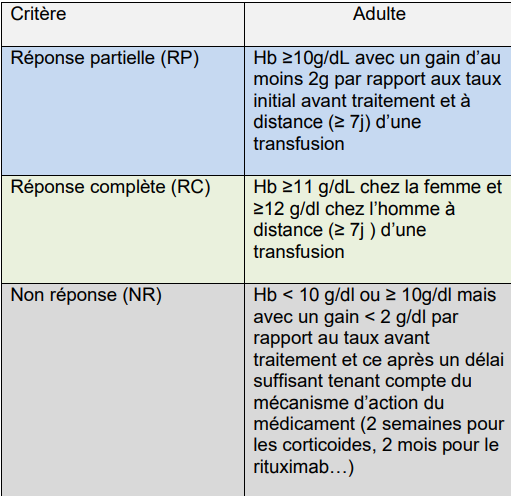 Critère
Adulte
Réponse partielle (RP)
Hb ≥10g/dL avec un gain d'au
moins 2g par rapport aux taux
initial avant traitement et à
distance (≥ 7j) d'une
transfusion
Réponse complète (RC)
Hb ≥11 g/dL chez la femme et
≥12 g/dl chez l'homme à
distance (≥ 7j ) d'une
transfusion
Non réponse (NR)
Hb < 10 g/dl ou ≥ 10g/dl mais
avec un gain < 2 g/dl par
rapport au taux avant
traitement et ce après un délai
suffisant tenant compte du
mécanisme d'action du
médicament (2 semaines pour
les corticoides, 2 mois pour le
rituximab…)